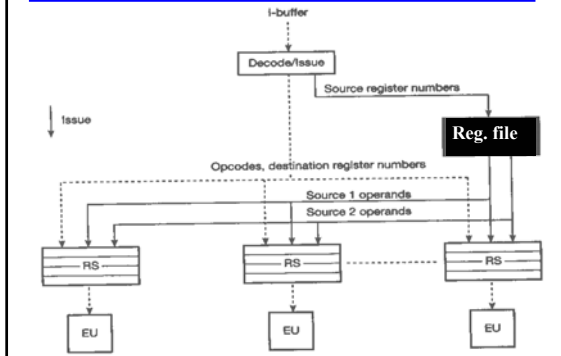 i-buffer
Decode/Issue
Source register numbers
Issue
Reg. file
Opcodes, destination register numbers
Source 1 operands
Source 2 operands
RS
RS
RS
EU
EU
EU